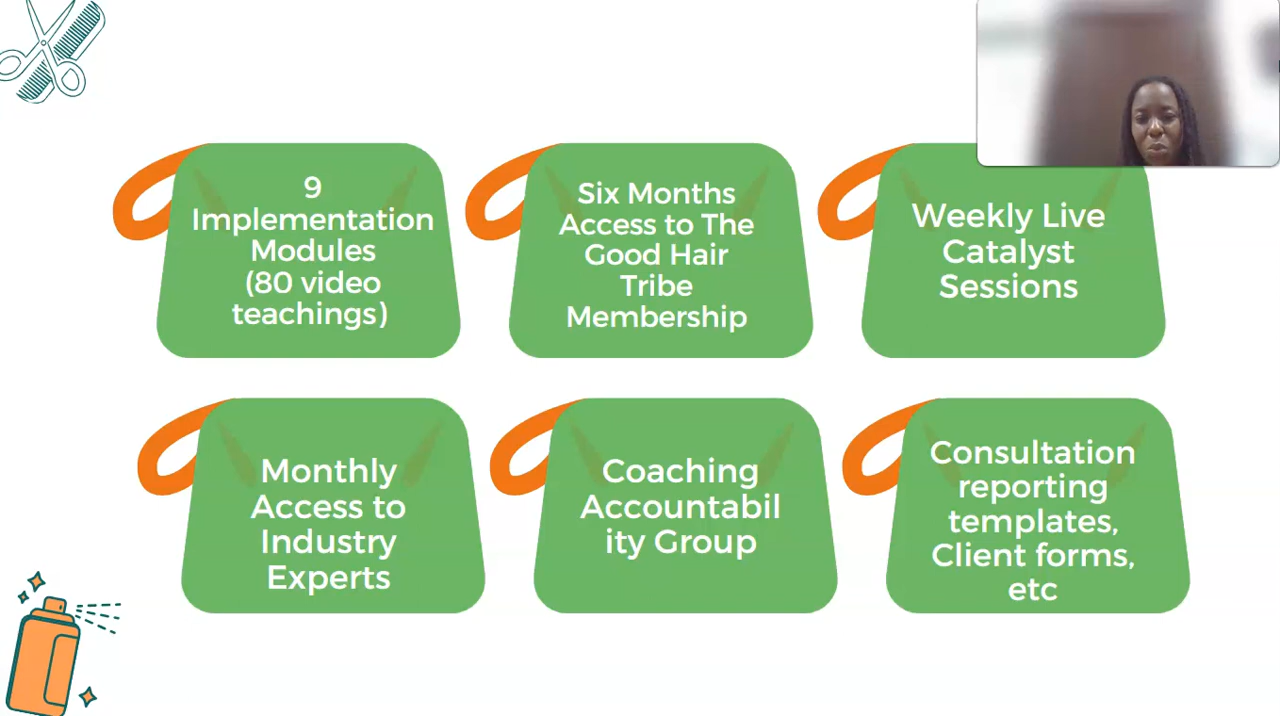 9
Implementation
Modules
(80 video
teachings)
Six Months
Access to The
Good Hair
Tribe
Membership
Weekly Live
Catalyst
Sessions
Monthly
Access to
Industry
Experts
Coaching
Accountabil
ity Group
Consultation
reporting
templates,
Client forms,
etc